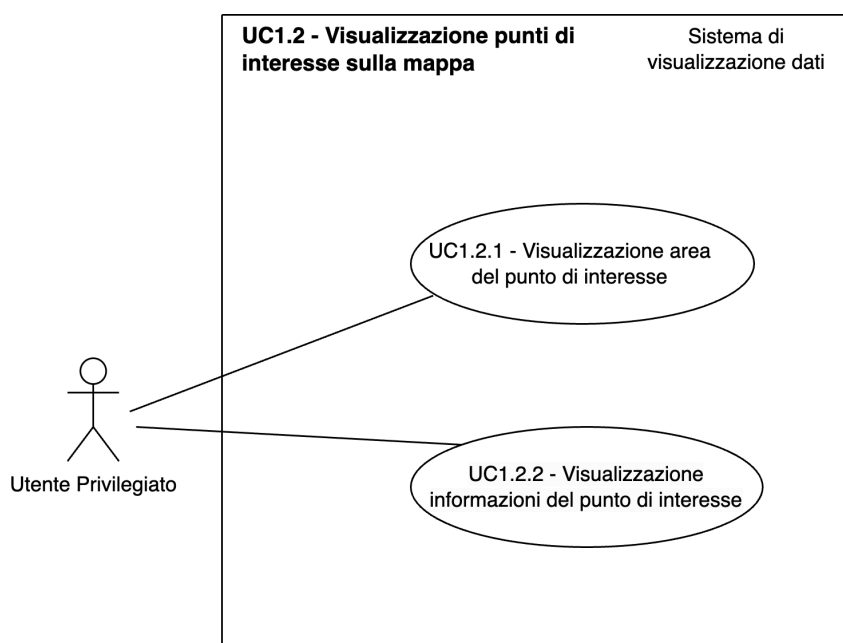 UC1.2 - Visualizzazione punti di
interesse sulla mappa
Sistema di
visualizzazione dati
UC1.2.1 - Visualizzazione area
del punto di interesse
Utente Privilegiato
UC1.2.2 - Visualizzazione
informazioni del punto di interesse